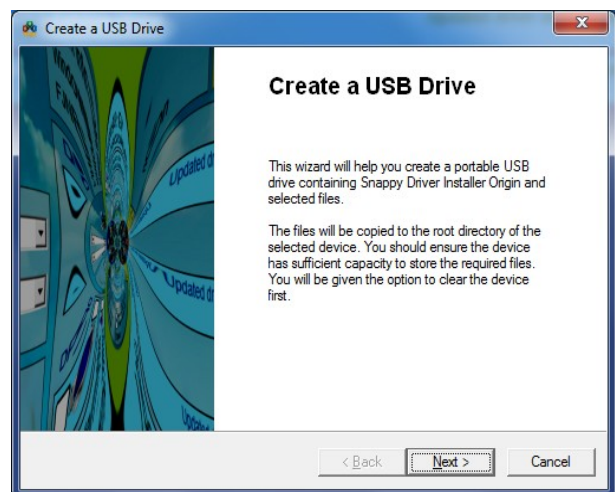 Create a USB Drive
Create a USB Drive
This wizard will help you create a portable USB
drive containing Snappy Driver Installer Origin and
selected files.
The files will be copied to the root directory of the
selected device. You should ensure the device
has sufficient capacity to store the required files.
You will be given the option to clear the device
first.
Updated d
Updated dr
< Back
Next >
Cancel